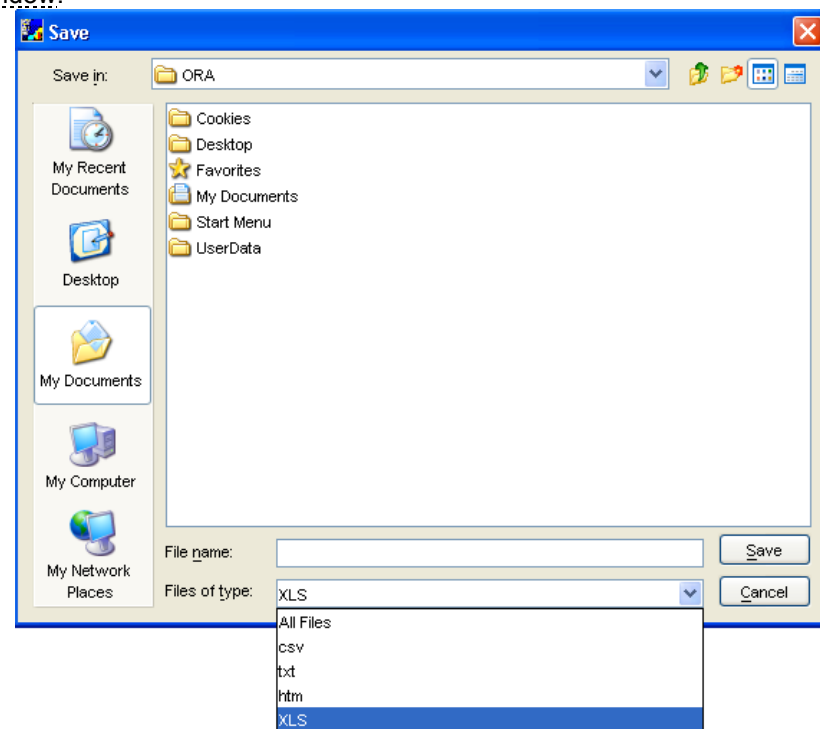 ndow.
Save
Save in:
ORA
My Recent
Documents
Desktop
My Documents
My Computer
My Network
Places
Cookies
Desktop
Favorites
My Documents
Start Menu
UserData
File name:
Save
Files of type:
XLS
Cancel
All Files
csv
txt
htm
XLS